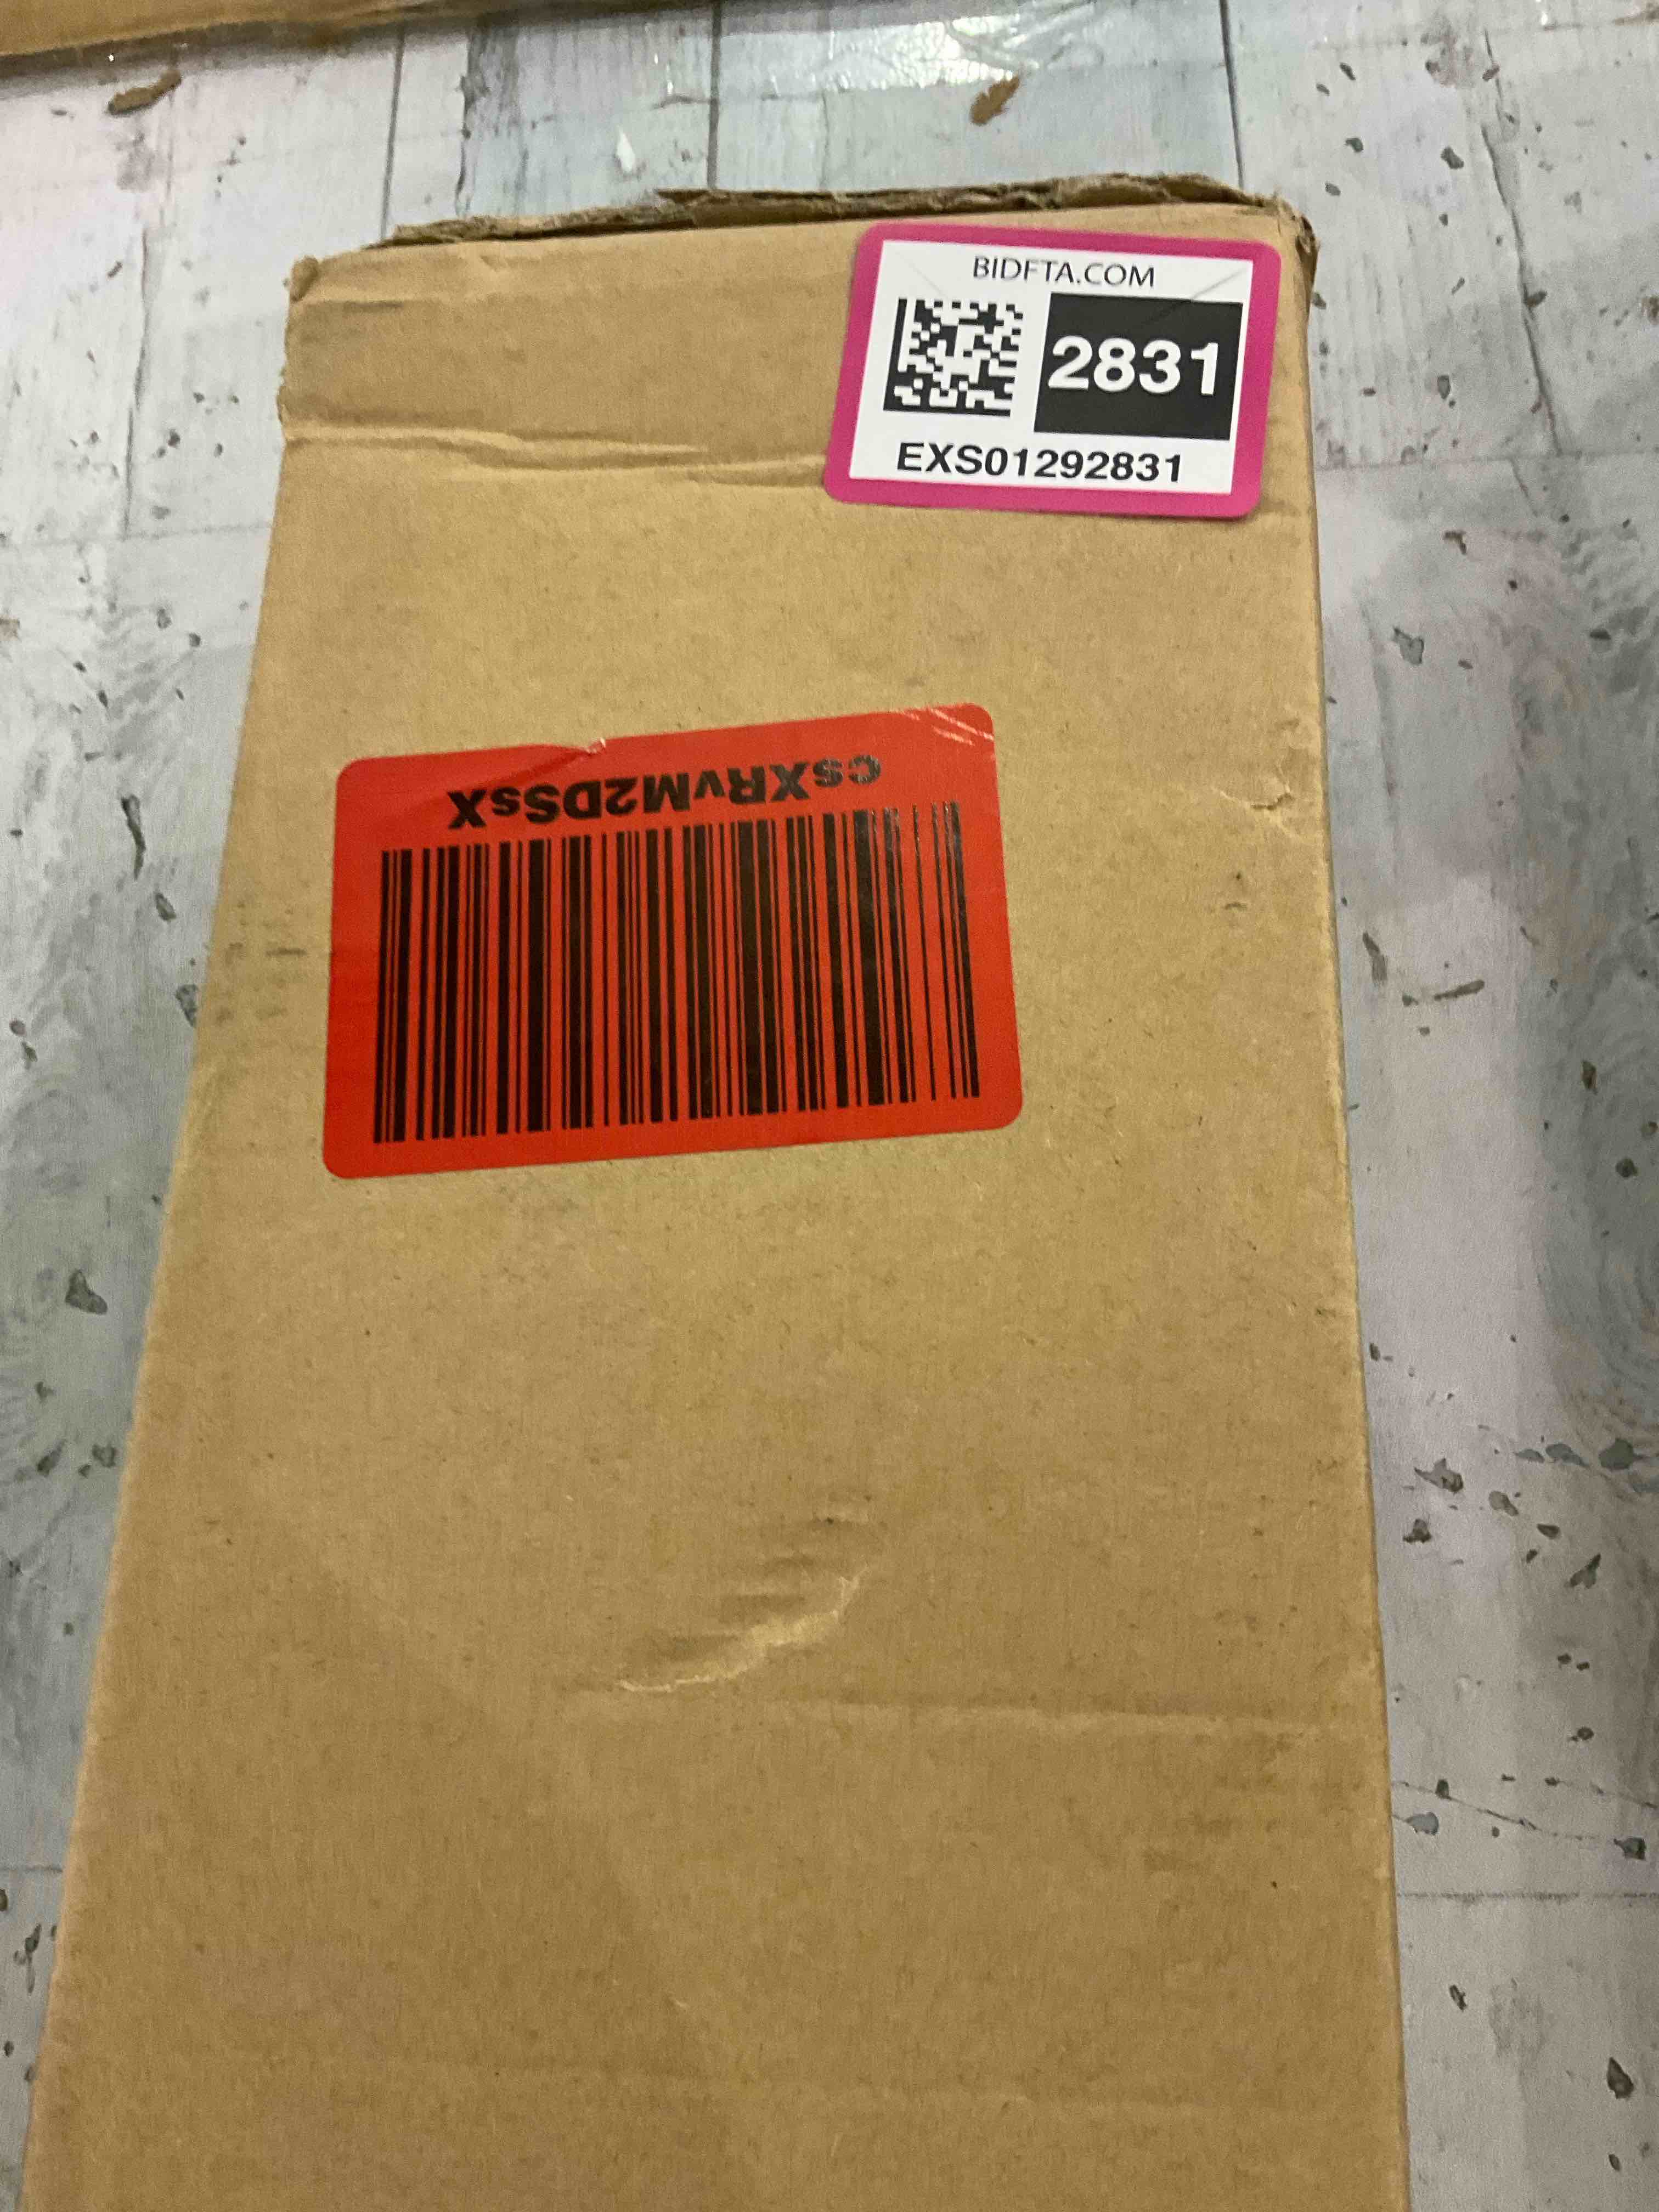 BIDFTA.COM
2831
EXS01292831
csXRvM2DSsX